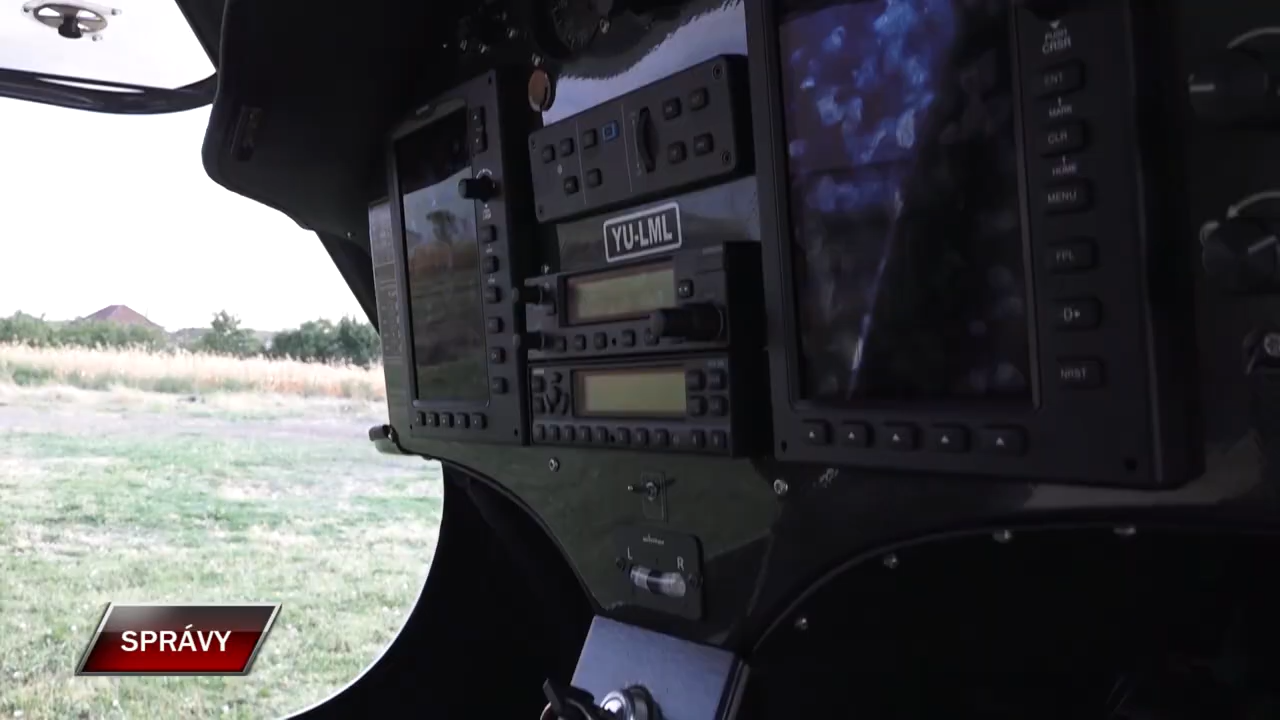 PUSH
CRSR
ENT
MARK
CLR
HOME
MENU
FPL
NRST
YU-LML
L R
SPRÁVY